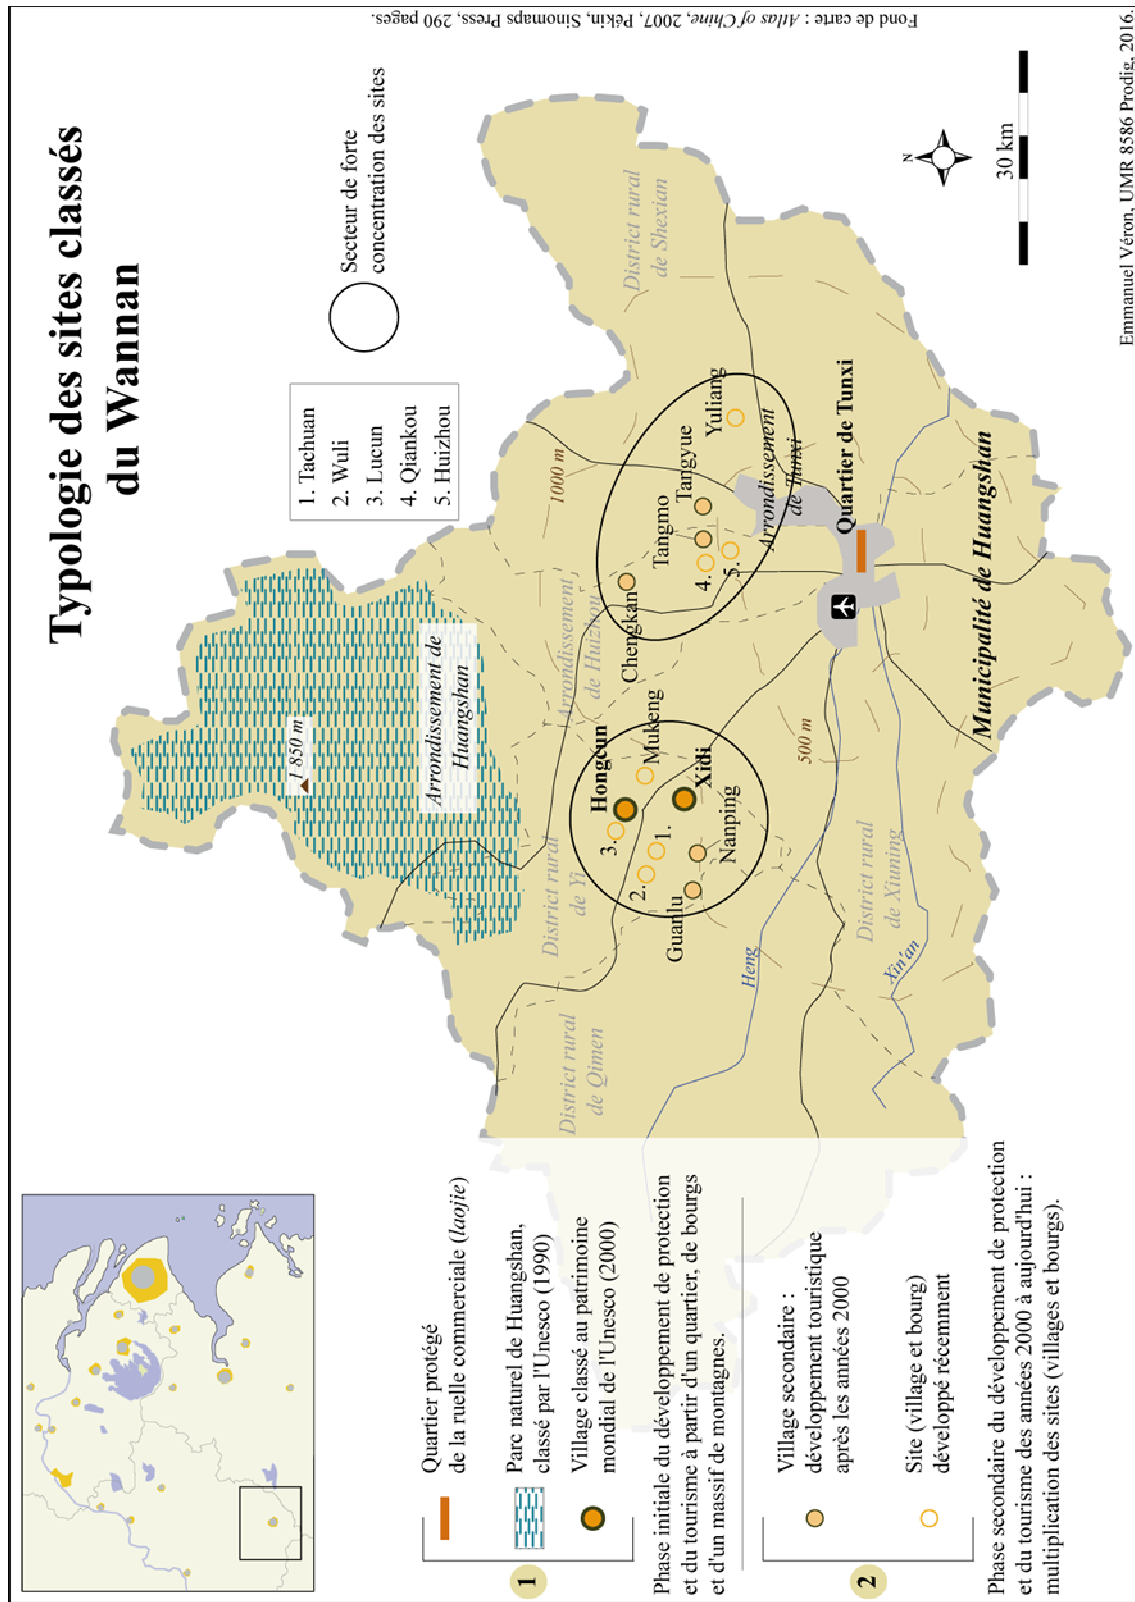 Typologie des sites classés
du Wannan
1. Tachuan
2. Wuli
3. Lucun
4. Qiankou
5. Huizhou
Secteur de forte
concentration des sites
1
Quartier protégé
de la ruelle commerciale (laojie)
Parc naturel de Huangshan,
classé par l'Unesco (1990)
Village classé au patrimoine
mondial de l'Unesco (2000)
Phase initiale du développement de protection
et du tourisme à partir d'un quartier, de bourgs
et d'un massif de montagnes.
2
Village secondaire :
développement touristique
après les années 2000
Site (village et bourg)
développé récemment
Phase secondaire du développement de protection
et du tourisme des années 2000 à aujourd'hui :
multiplication des sites (villages et bourgs).
1 850 m
Arrondissement de
Huangshan
1000 m
District rural
de Yi
Arrondissement
de Huizhou
District rural
de Shexian
District rural
de Qimen
Hongcun
3.
Mukeng
2.
1.
Xidi
Guanlu
Nanping
Chengkan
Tangmo
Tangyue
Yuliang
4.
5.
Arrondissement
de Tunxi
Quartier de Tunxi
500 m
Heng
District rural
de Xiuning
Xin'an
Municipalité de Huangshan
N
30 km
Fond de carte : Atlas of Chine, 2007, Pékin, Sinomaps Press, 290 pages.
Emmanuel Véron, UMR 8586 Prodig, 2016.